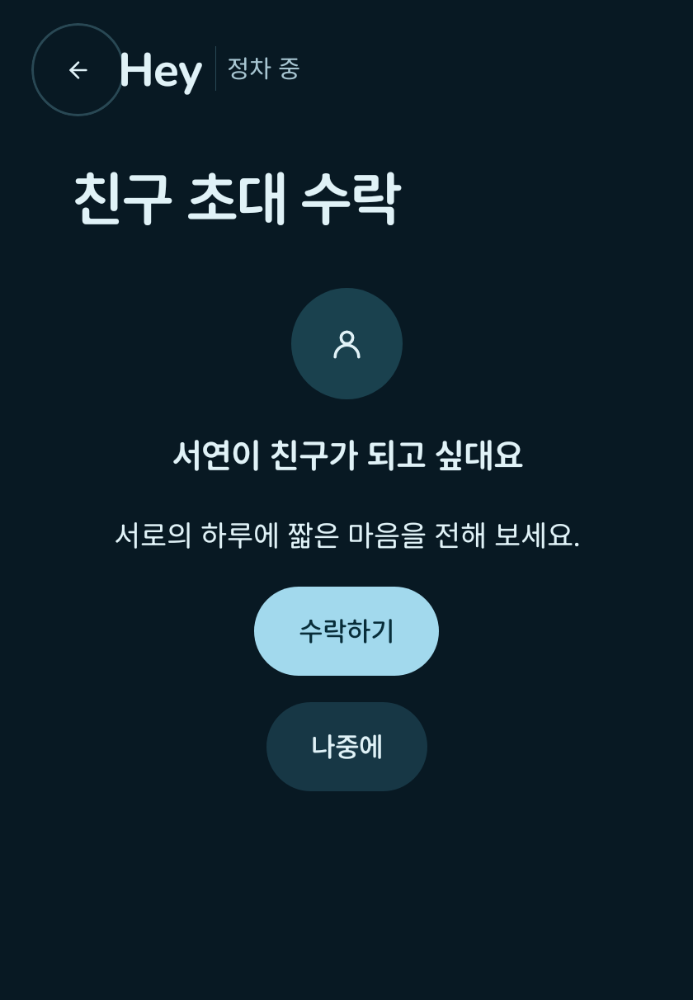 Hey 정차 중
친구 초대 수락
서연이 친구가 되고 싶대요
서로의 하루에 짧은 마음을 전해 보세요.
수락하기
나중에